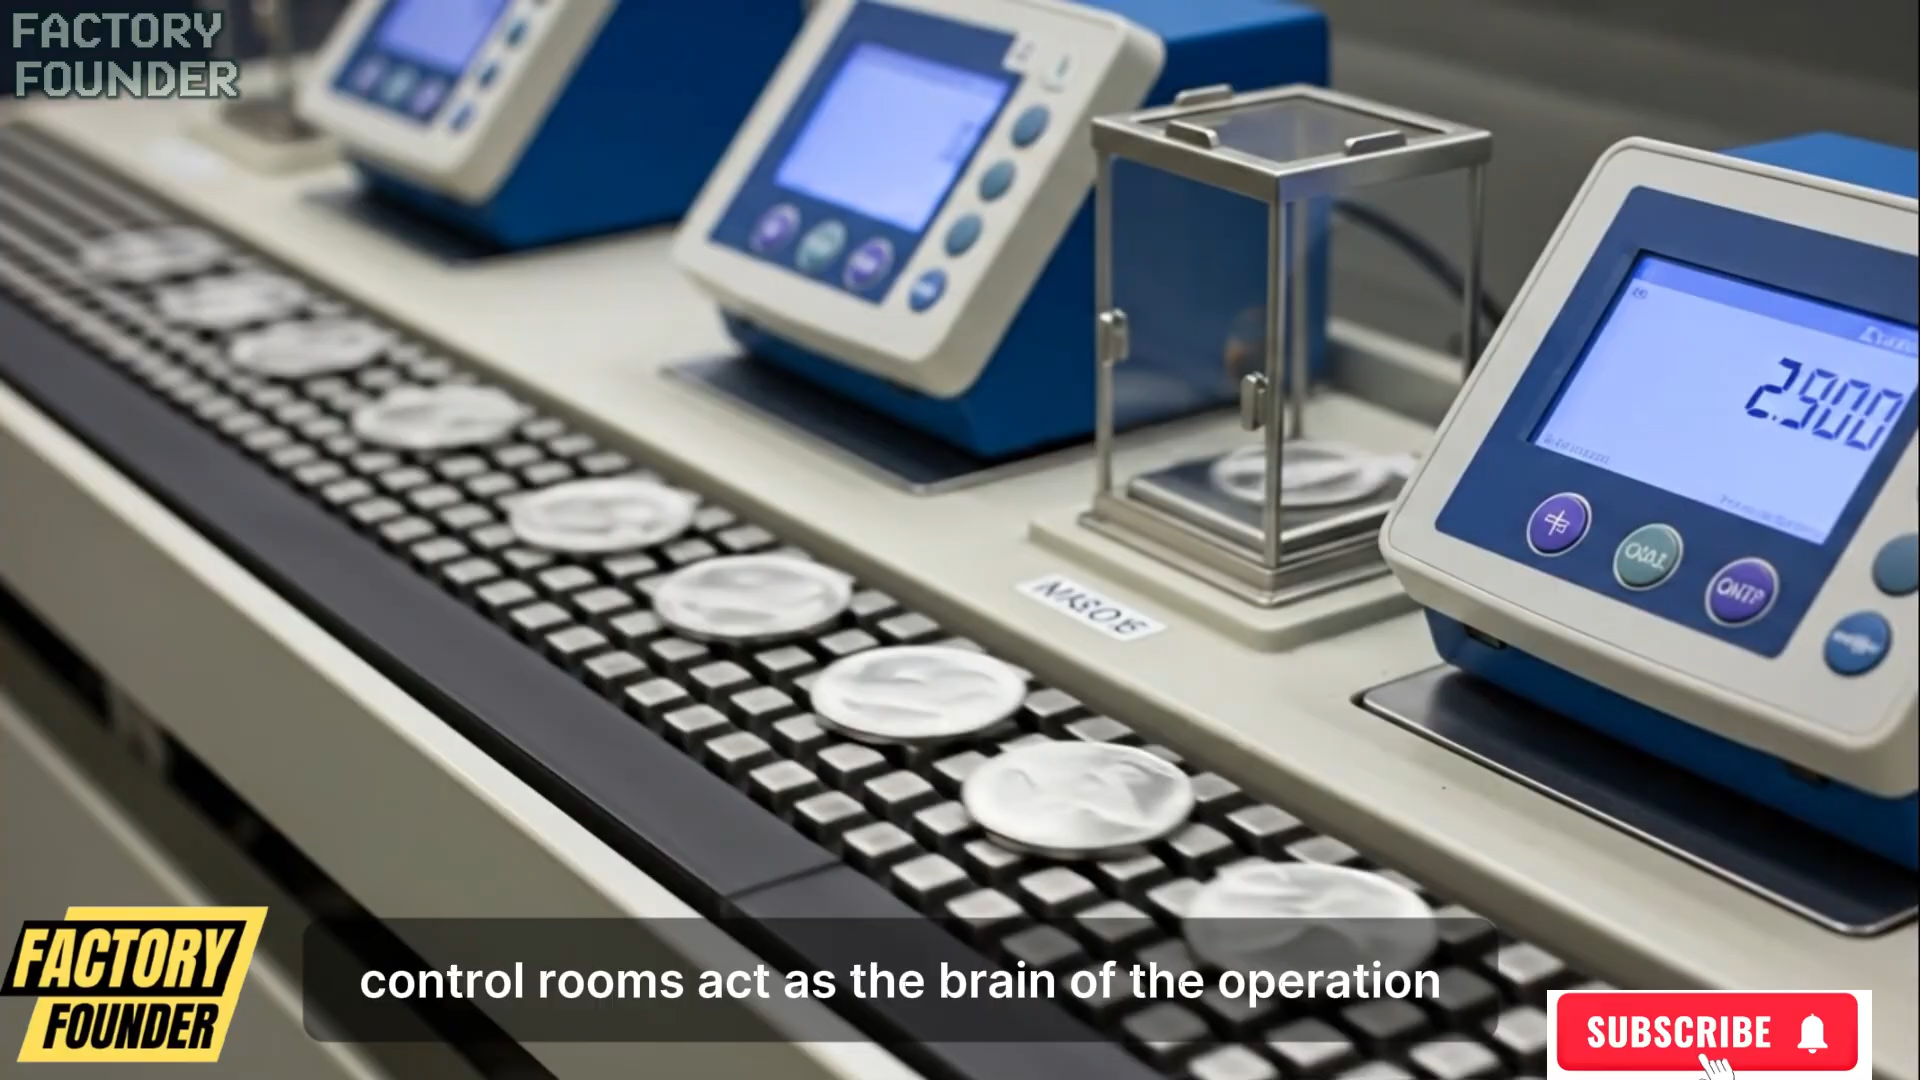 FACTORY
FOUNDER
2.900
FACTORY
FOUNDER
control rooms act as the brain of the operation
SUBSCRIBE